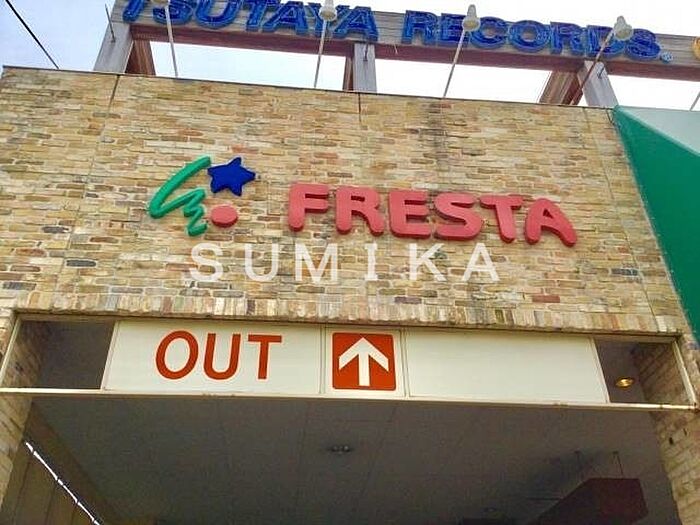 TSUTAYA RECORDS
FRESTA
SUMIKA
OUT ↑